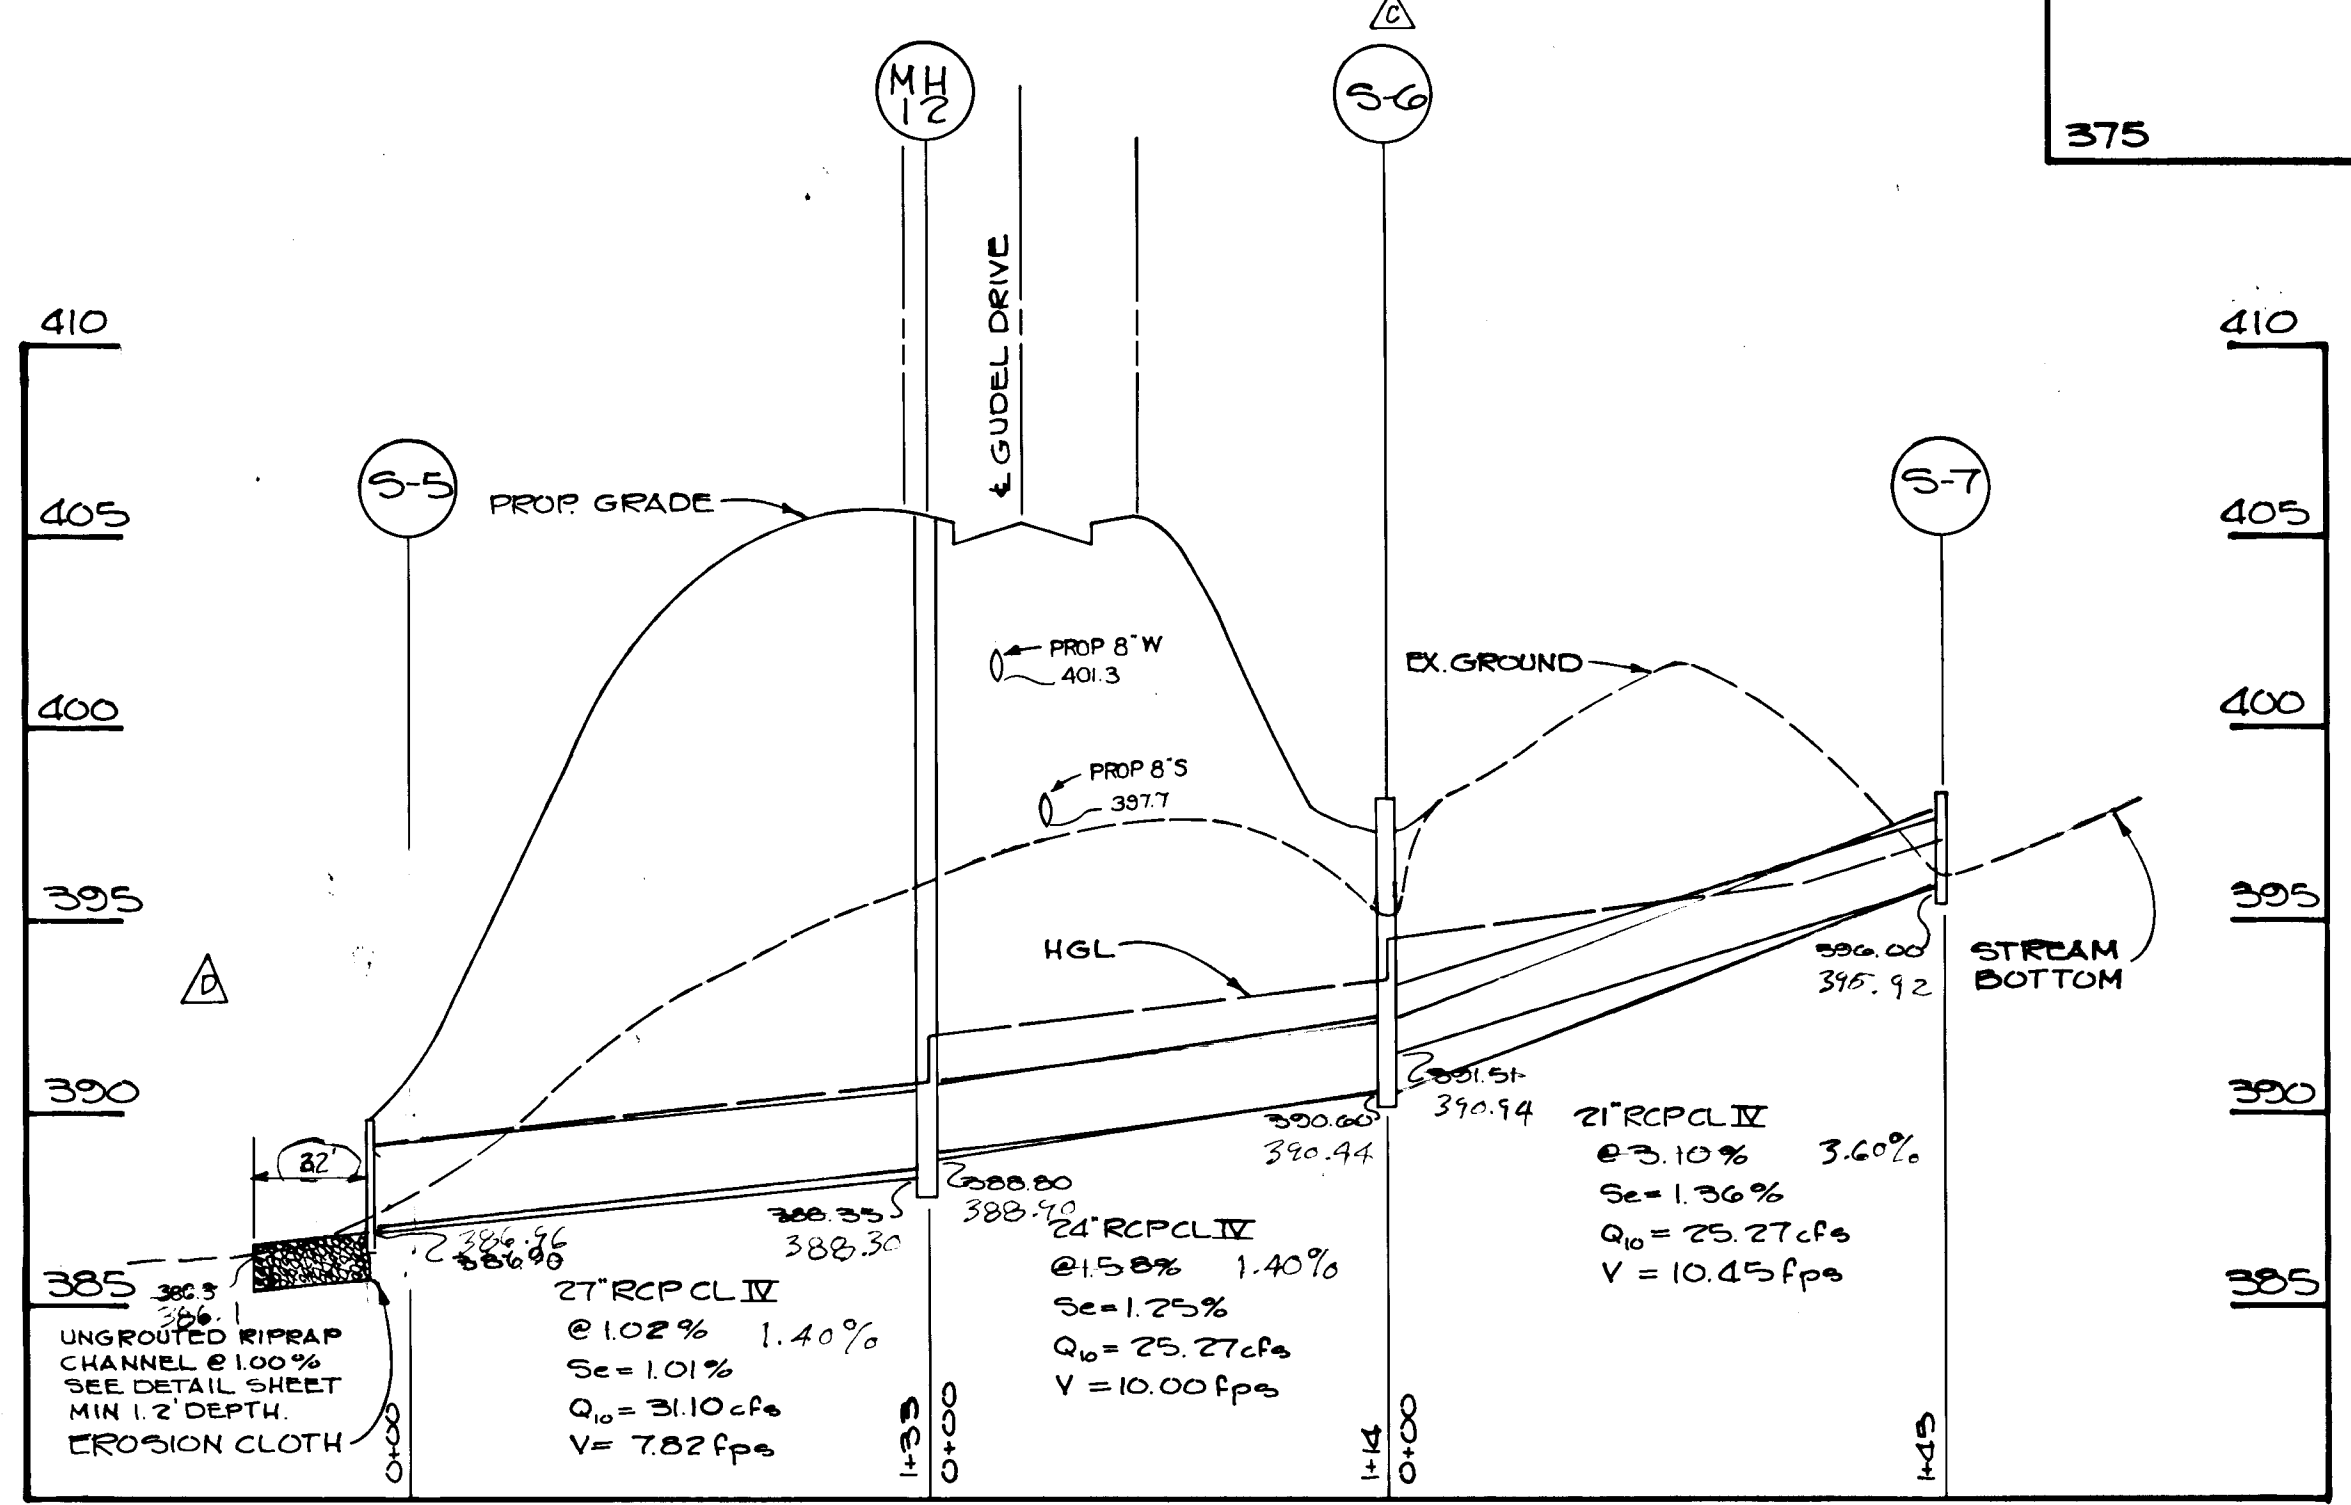 C
MH
12
S-6
375
℄ GUDEL DRIVE
410
410
S-5
PROP. GRADE
S-7
405
405
PROP 8"W
401.3
EX. GROUND
400
400
PROP 8"S
397.7
395
395
HGL
396.00
395.92
STREAM
BOTTOM
D
390
390
391.51
390.94
390.60
390.44
21" RCP CL IV
@ 3.10% 3.60%
Se = 1.36%
Q10 = 25.27 cfs
V = 10.45 fps
32'
388.80
388.90
388.35
388.30
386.96
24" RCP CL IV
@ 1.58% 1.40%
Se = 1.25%
Q10 = 25.27 cfs
V = 10.00 fps
385
385
386.3
386.1
27" RCP CL IV
@ 1.02% 1.40%
Se = 1.01%
Q10 = 31.10 cfs
V = 7.82 fps
UNGROUTED RIPRAP
CHANNEL @ 1.00%
SEE DETAIL SHEET
MIN 1.2' DEPTH.
EROSION CLOTH
0+00
1+33
0+00
1+14
0+00
1+45